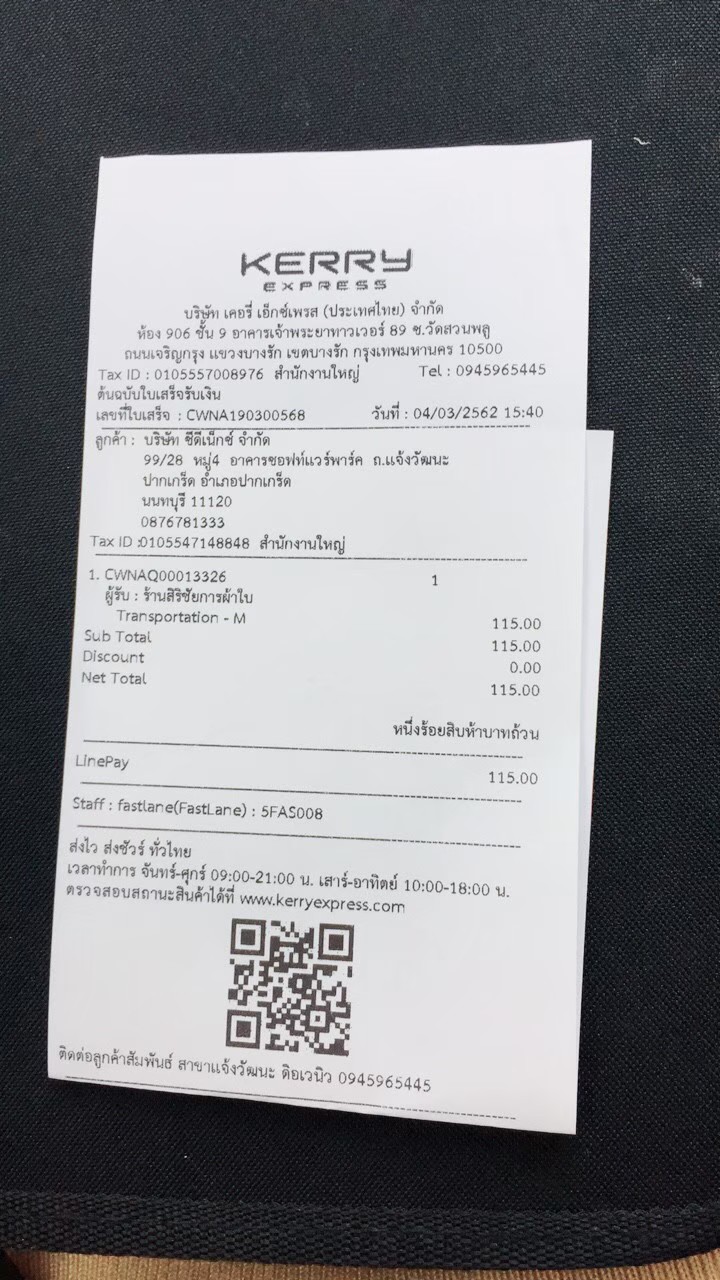 KERRY
EXPRESS
บริษัท เคอรี่ เอ็กซ์เพรส (ประเทศไทย) จำกัด
ห้อง 906 ชั้น 9 อาคารเจ้าพระยาทาวเวอร์ 89 ซ.วัดสวนพลู
ถนนเจริญกรุง แขวงบางรัก เขตบางรัก กรุงเทพมหานคร 10500
Tax ID : 0105557008976 สำนักงานใหญ่ Tel : 0945965445
ต้นฉบับใบเสร็จรับเงิน
เลขที่ใบเสร็จ : CWNA190300568 วันที่ : 04/03/2562 15:40
ลูกค้า : บริษัท ซีดีเน็กซ์ จำกัด
99/28 หมู่4 อาคารซอฟท์แวร์พาร์ค ถ.แจ้งวัฒนะ
ปากเกร็ด อำเภอปากเกร็ด
นนทบุรี 11120
0876781333
Tax ID :0105547148848 สำนักงานใหญ่
1. CWNAQ00013326 1
ผู้รับ : ร้านสิริชัยการผ้าใบ
Transportation - M 115.00
Sub Total 115.00
Discount 0.00
Net Total 115.00
หนึ่งร้อยสิบห้าบาทถ้วน
LinePay 115.00
Staff : fastlane(FastLane) : 5FAS008
ส่งไว ส่งชัวร์ ทั่วไทย
เวลาทำการ จันทร์-ศุกร์ 09:00-21:00 น. เสาร์-อาทิตย์ 10:00-18:00 น.
ตรวจสอบสถานะสินค้าได้ที่ www.kerryexpress.com
ติดต่อลูกค้าสัมพันธ์ สาขาแจ้งวัฒนะ ดิอเวนิว 0945965445